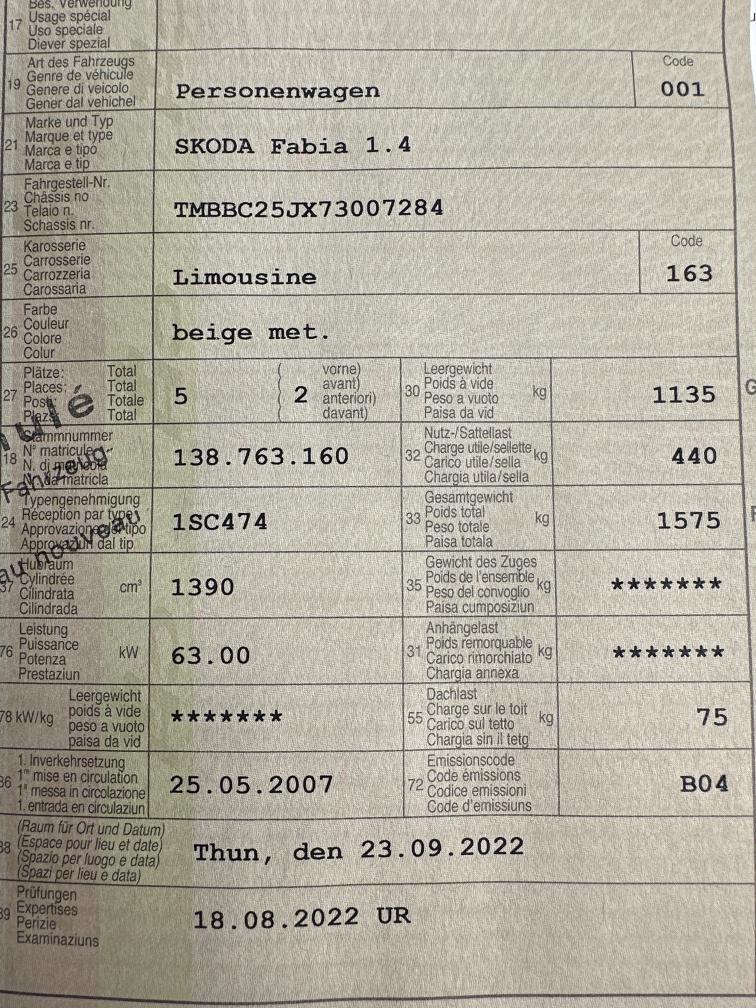 Bes. Verwendung
17 Usage spécial
Uso speciale
Diever spezial
19 Art des Fahrzeugs
Genre de véhicule
Genere di veicolo
Gener dal vehichel
Personenwagen
Code
001
21 Marke und Typ
Marque et type
Marca e tipo
Marca e tip
SKODA Fabia 1.4
23 Fahrgestell-Nr.
Châssis no
Telaio n.
Schassis nr.
TMBBC25JX73007284
25 Karosserie
Carrosserie
Carrozzeria
Carossaria
Limousine
Code
163
26 Farbe
Couleur
Colore
Colur
beige met.
27 Plätze: Total
Places: Total
Posti: Totale
Plazs: Total
5
2
vorne)
avant)
anteriori)
davant)
30 Leergewicht
Poids à vide
Peso a vuoto
Paisa da vid
kg
1135
18 Stammnummer
N° matricule
N. di matricola
Nr. da matricla
138.763.160
32 Nutz-/Sattellast
Charge utile/sellette
Carico utile/sella
Chargia utila/sella
kg
440
24 Typengenehmigung
Réception par type
Approvazione del tipo
Approvaziun dal tip
1SC474
33 Gesamtgewicht
Poids total
Peso totale
Paisa totala
kg
1575
37 Hubraum
Cylindrée
Cilindrata
Cilindrada
cm³
1390
35 Gewicht des Zuges
Poids de l'ensemble
Peso del convoglio
Paisa cumposiziun
kg
*******
76 Leistung
Puissance
Potenza
Prestaziun
kW
63.00
31 Anhängelast
Poids remorquable
Carico rimorchiato
Chargia annexa
kg
*******
78 kW/kg
Leergewicht
poids à vide
peso a vuoto
paisa da vid
*******
55 Dachlast
Charge sur le toit
Carico sul tetto
Chargia sin il tetg
kg
75
36 1. Inverkehrsetzung
1re mise en circulation
1a messa in circolazione
1. entrada en circulaziun
25.05.2007
72 Emissionscode
Code émissions
Codice emissioni
Code d'emissiuns
B04
38 (Raum für Ort und Datum)
(Espace pour lieu et date)
(Spazio per luogo e data)
(Spazi per lieu e data)
Thun, den 23.09.2022
39 Prüfungen
Expertises
Perizie
Examinaziuns
18.08.2022 UR
Fahrzeug
au nouveau